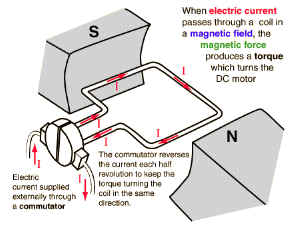 When electric current
passes through a coil in
a magnetic field, the
magnetic force
produces a torque
which turns the
DC motor
S
I
I
I
I
I
N
I
I
The commutator reverses
the current each half
revolution to keep the
torque turning the
coil in the same
direction.
Electric
current supplied
externally through
a commutator